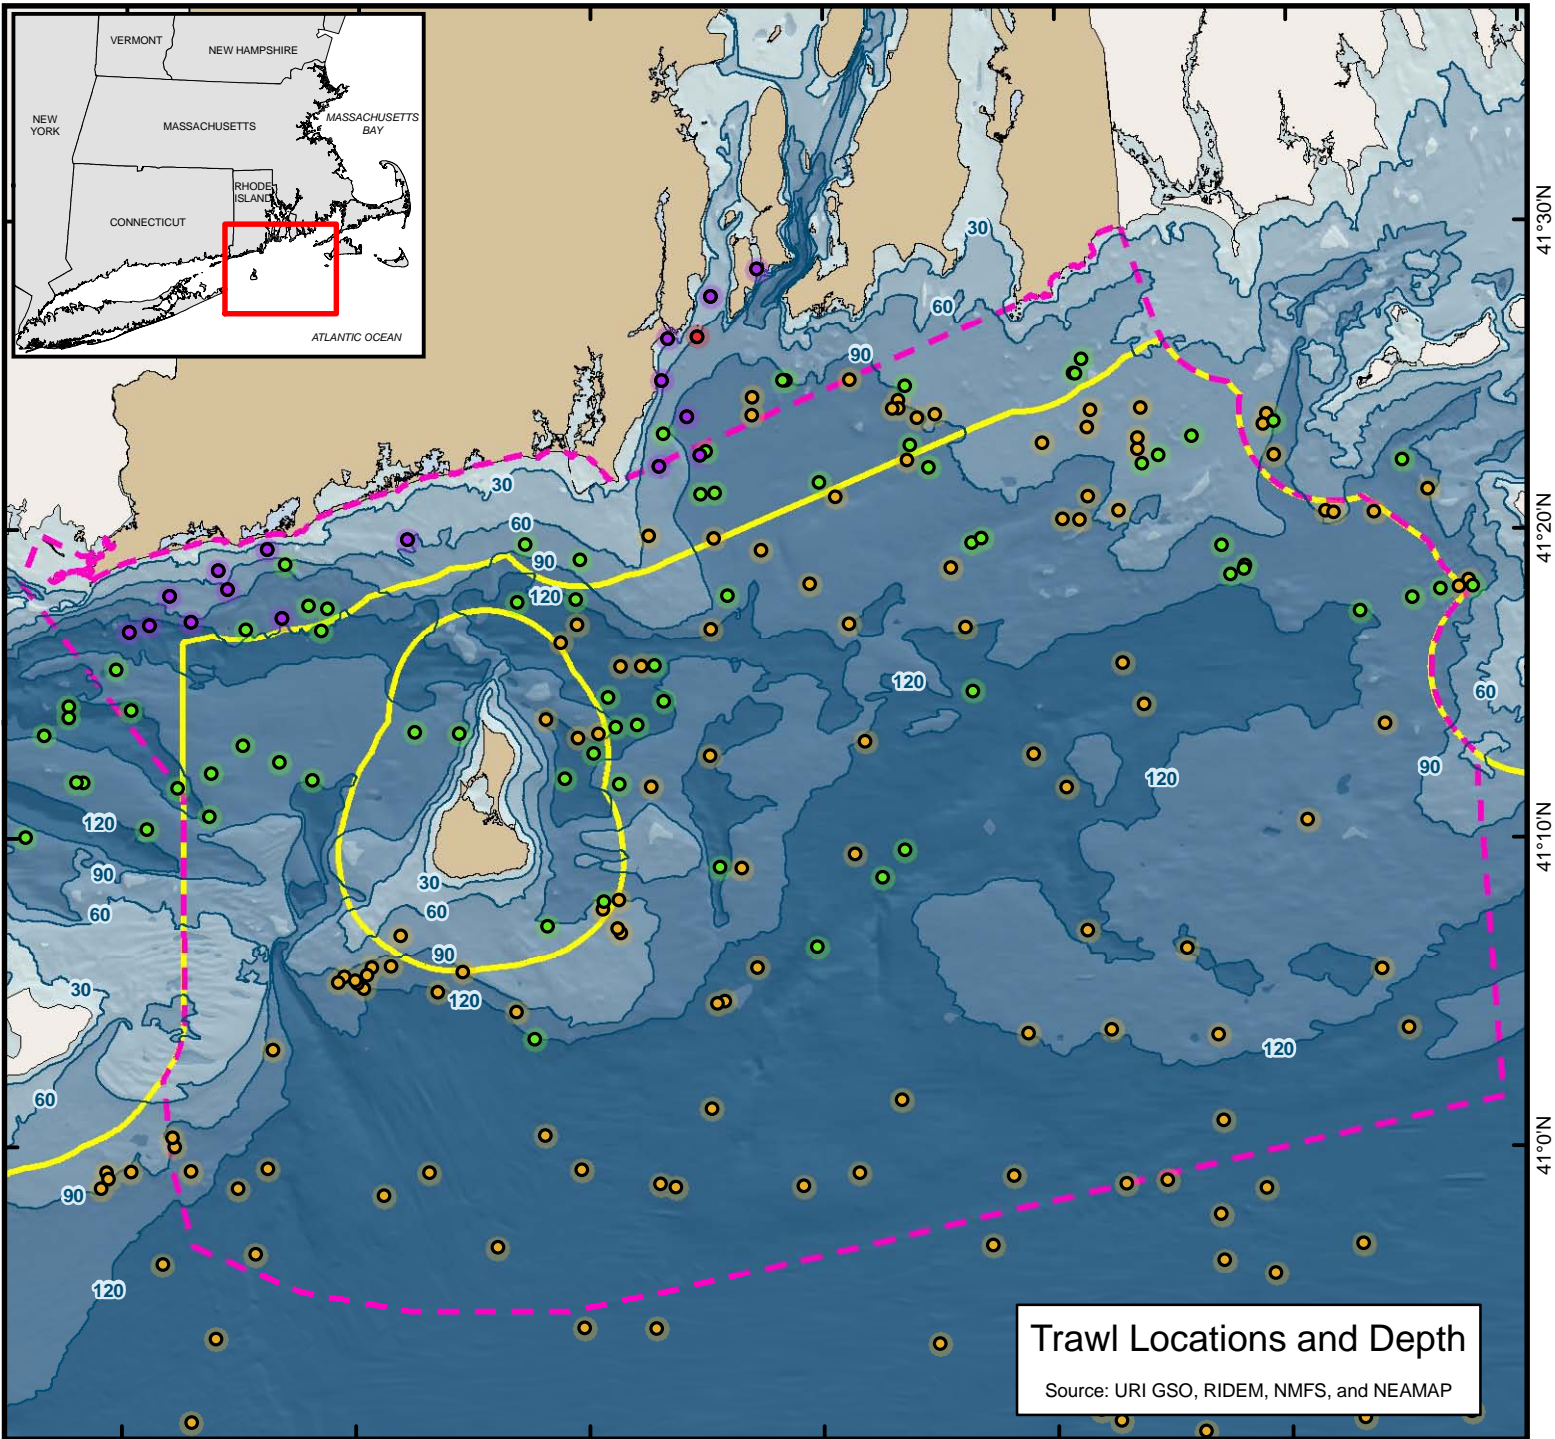 VERMONT
NEW HAMPSHIRE
NEW
YORK
MASSACHUSETTS
MASSACHUSETTS
BAY
RHODE
ISLAND
CONNECTICUT
ATLANTIC OCEAN
41°30'N
30
60
90
30
60
90
120
41°20'N
120
60
90
120
120
90
60
41°10'N
30
60
90
120
30
120
60
41°0'N
90
120
Trawl Locations and Depth
Source: URI GSO, RIDEM, NMFS, and NEAMAP